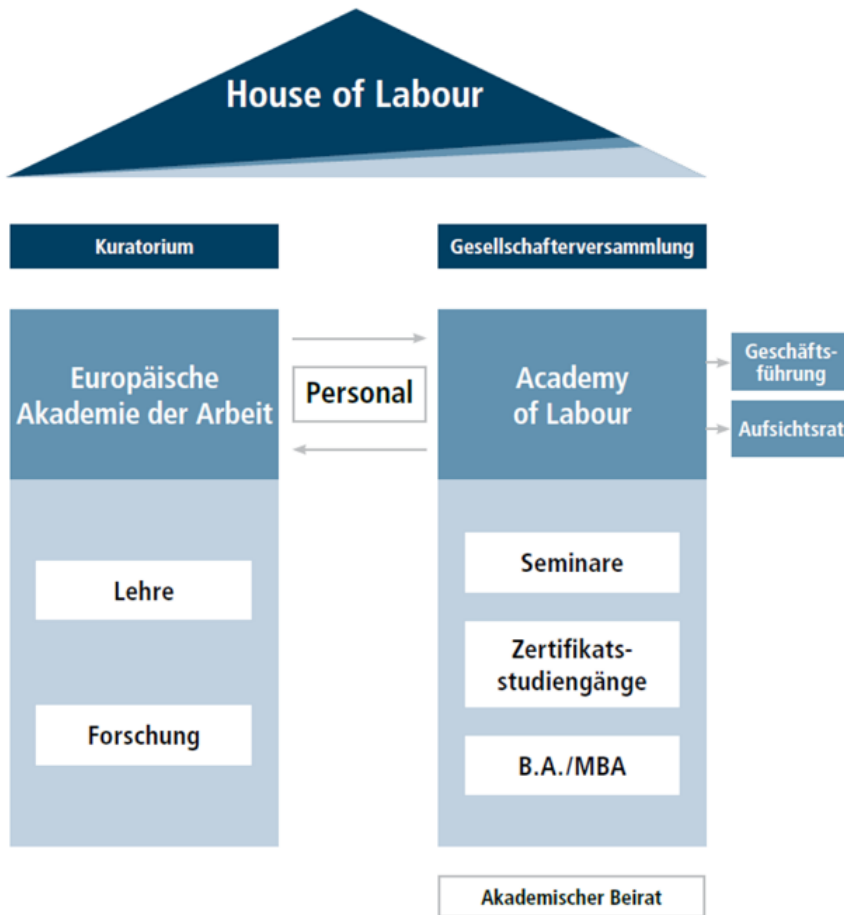 House of Labour
Kuratorium
Gesellschafterversammlung
Europäische
Akademie der Arbeit
Personal
Academy
of Labour
Geschäfts-
führung
Aufsichtsrat
Lehre
Forschung
Seminare
Zertifikats-
studiengänge
B.A./MBA
Akademischer Beirat